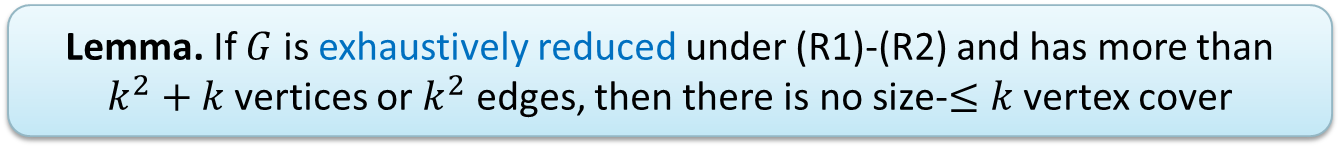 Lemma. If G is exhaustively reduced under (R1)-(R2) and has more than
k² + k vertices or k² edges, then there is no size-≤ k vertex cover